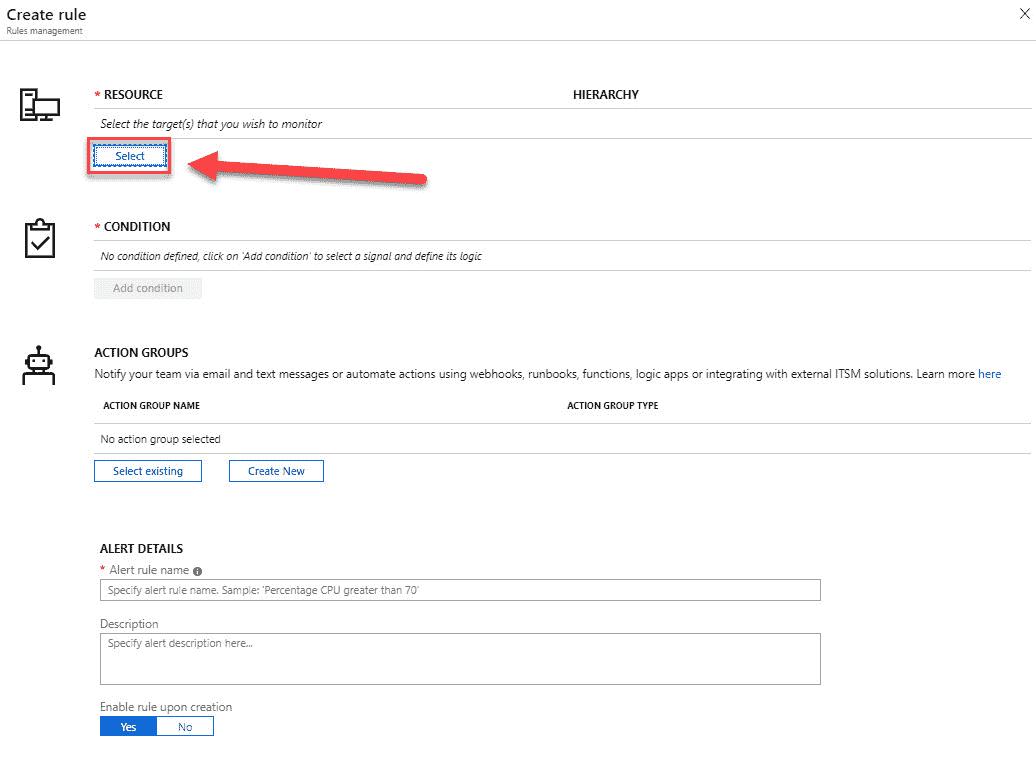 Create rule
Rules management
* RESOURCE
HIERARCHY
Select the target(s) that you wish to monitor
Select
* CONDITION
No condition defined, click on 'Add condition' to select a signal and define its logic
Add condition
ACTION GROUPS
Notify your team via email and text messages or automate actions using webhooks, runbooks, functions, logic apps or integrating with external ITSM solutions. Learn more here
ACTION GROUP NAME
ACTION GROUP TYPE
No action group selected
Select existing
Create New
ALERT DETAILS
* Alert rule name
Specify alert rule name. Sample: 'Percentage CPU greater than 70'
Description
Specify alert description here...
Enable rule upon creation
Yes
No